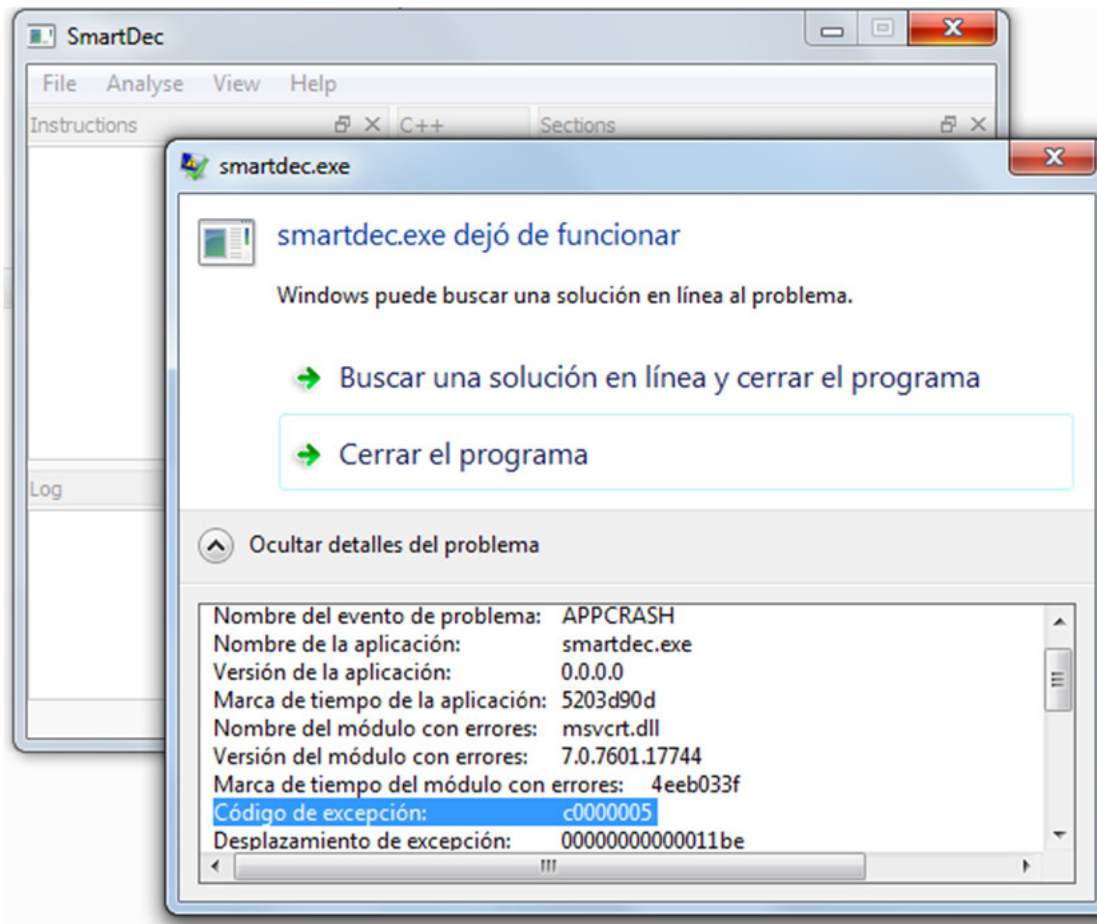 SmartDec
File Analyse View Help
Instructions C++ Sections
smartdec.exe
smartdec.exe dejó de funcionar
Windows puede buscar una solución en línea al problema.
Buscar una solución en línea y cerrar el programa
Cerrar el programa
Log
Ocultar detalles del problema
Nombre del evento de problema: APPCRASH
Nombre de la aplicación: smartdec.exe
Versión de la aplicación: 0.0.0.0
Marca de tiempo de la aplicación: 5203d90d
Nombre del módulo con errores: msvcrt.dll
Versión del módulo con errores: 7.0.7601.17744
Marca de tiempo del módulo con errores: 4eeb033f
Código de excepción: c0000005
Desplazamiento de excepción: 00000000000011be